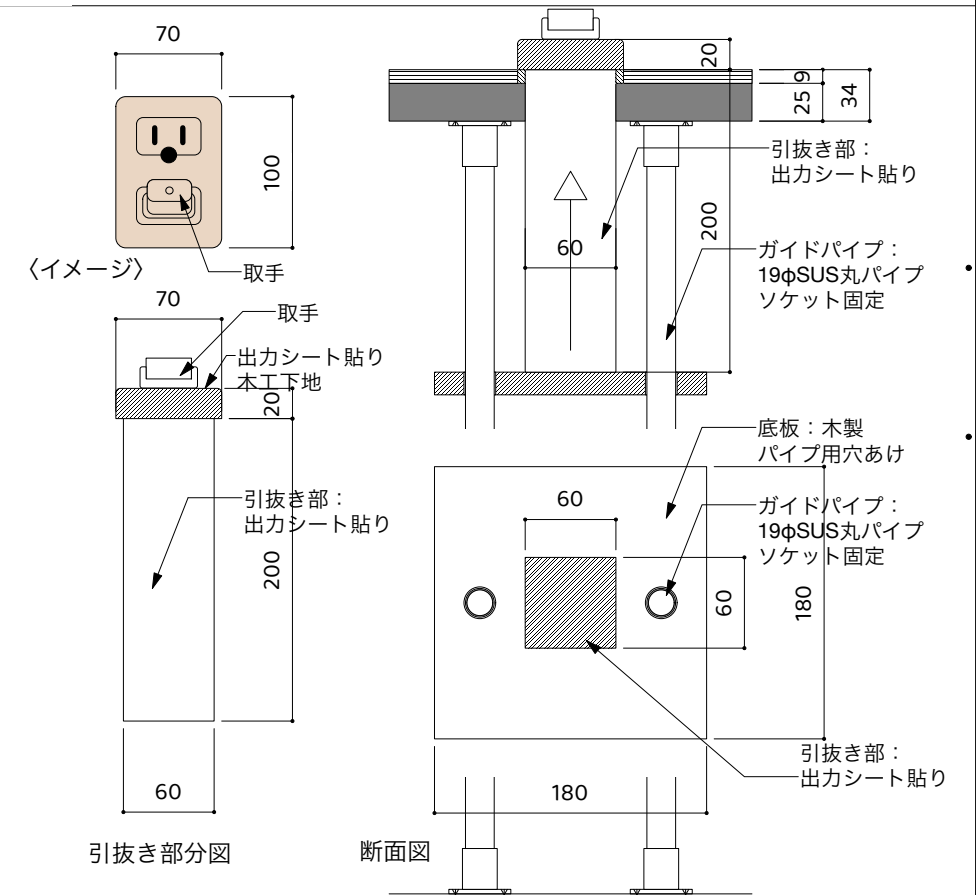 70
100
〈イメージ〉
取手
70
取手
出力シート貼り
木工下地
20
引抜き部：
出力シート貼り
200
60
引抜き部分図
20
9
25
34
引抜き部：
出力シート貼り
200
60
ガイドパイプ：
19φSUS丸パイプ
ソケット固定
底板：木製
パイプ用穴あけ
60
ガイドパイプ：
19φSUS丸パイプ
ソケット固定
60
180
引抜き部：
出力シート貼り
180
断面図